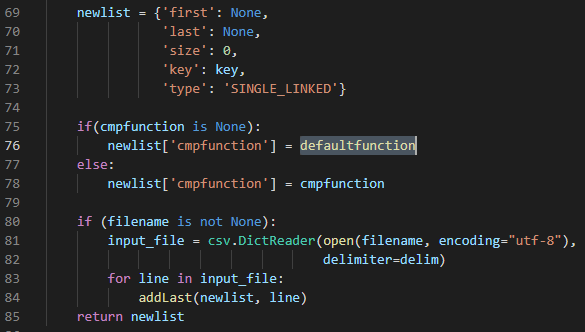 69 newlist = {'first': None,
70 'last': None,
71 'size': 0,
72 'key': key,
73 'type': 'SINGLE_LINKED'}
74
75 if(cmpfunction is None):
76 newlist['cmpfunction'] = defaultfunction
77 else:
78 newlist['cmpfunction'] = cmpfunction
79
80 if (filename is not None):
81 input_file = csv.DictReader(open(filename, encoding="utf-8"),
82 delimiter=delim)
83 for line in input_file:
84 addLast(newlist, line)
85 return newlist